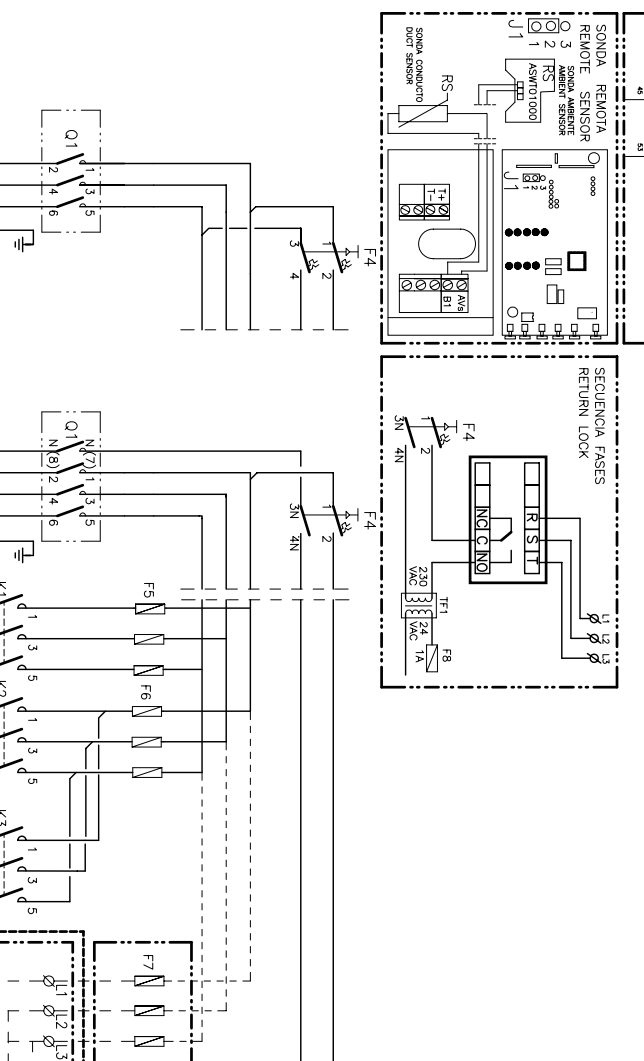 45
53
SONDA REMOTA
REMOTE SENSOR
J1
1 2 3
SONDA AMBIENTE
AMBIENT SENSOR
RS
ASWT01000
RS
SONDA CONDUCTO
DUCT SENSOR
J1
1 2 3
T+
T-
AVs
B1
SECUENCIA FASES
RETURN LOCK
F4
1 2
3N 4N
R S T
NC C NO
L1
L2
L3
230
VAC
TF1
24
VAC
F8
1A
F4
1 2
3 4
Q1
1 2
3 4
5 6
F4
1 2
3N 4N
Q1
N (7)
N (8)
1 2
3 4
5 6
F5
F6
F7
K1
1 3 5
K2
1 3 5
K3
1 3 5
L1
L2
L3